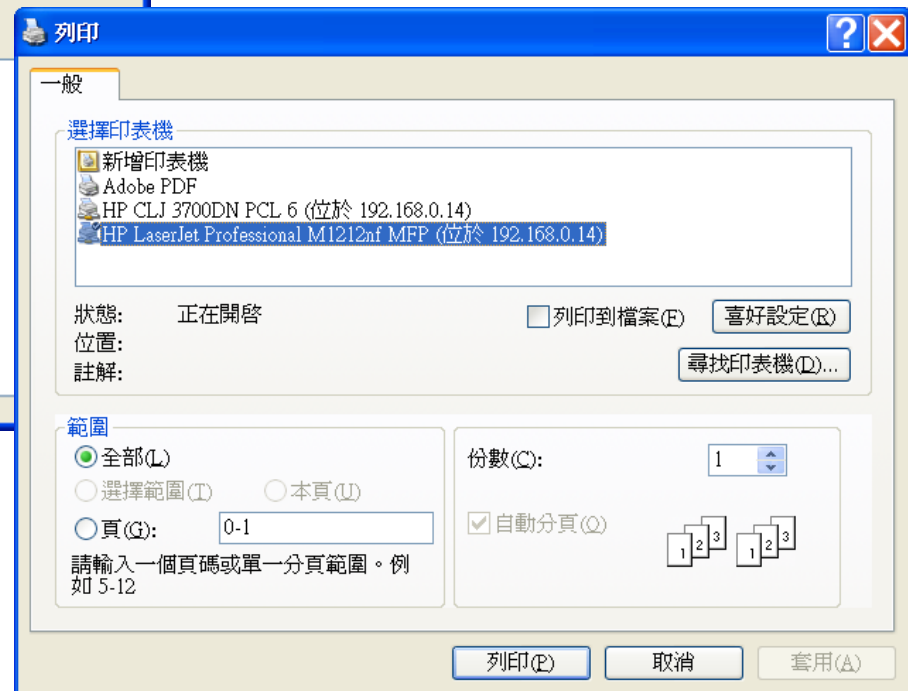 列印
一般
選擇印表機
新增印表機
Adobe PDF
HP CLJ 3700DN PCL 6 (位於 192.168.0.14)
HP LaserJet Professional M1212nf MFP (位於 192.168.0.14)
狀態: 正在開啓
列印到檔案(F) 喜好設定(R)
位置:
註解:
尋找印表機(D)...
範圍
全部(L)
選擇範圍(T) 本頁(U)
頁(G): 0-1
請輸入一個頁碼或單一分頁範圍。例
如 5-12
份數(C): 1
自動分頁(O)
1 2 3 1 2 3
列印(P) 取消 套用(A)